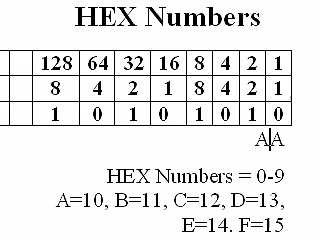 HEX Numbers
128 64 32 16 8 4 2 1
8 4 2 1 8 4 2 1
1 0 1 0 1 0 1 0
A|A
HEX Numbers = 0-9
A=10, B=11, C=12, D=13,
E=14. F=15